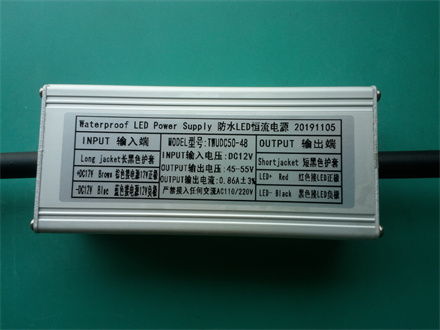 Waterproof LED Power Supply 防水LED恒流电源 20191105
INPUT 输入端
Long jacket长黑色护套
+DC12V Brown 棕色接电源12V正极
-DC12V Blue 蓝色接电源12V负极
MODEL型号:TWUDC50-48
INPUT输入电压:DC12V
OUTPUT输出电压:45-55V
OUTPUT输出电流:0.86A±3%
严禁接入任何交流AC110/220V
OUTPUT 输出端
Shortjacket 短黑色护套
LED+ Red 红色接LED正极
LED- Black 黑色接LED负极